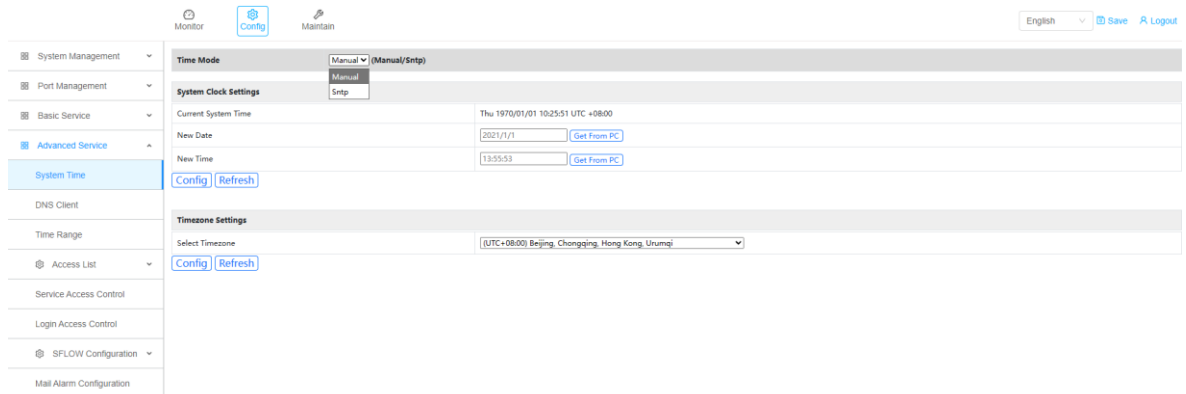 Monitor
Config
Maintain
English
Save
Logout
System Management
Port Management
Basic Service
Advanced Service
System Time
DNS Client
Time Range
Access List
Service Access Control
Login Access Control
SFLOW Configuration
Mail Alarm Configuration
Time Mode Manual (Manual/Sntp)
Manual
Sntp
System Clock Settings
Current System Time Thu 1970/01/01 10:25:51 UTC +08:00
New Date 2021/1/1 Get From PC
New Time 13:55:53 Get From PC
Config Refresh
Timezone Settings
Select Timezone (UTC+08:00) Beijing, Chongqing, Hong Kong, Urumqi
Config Refresh